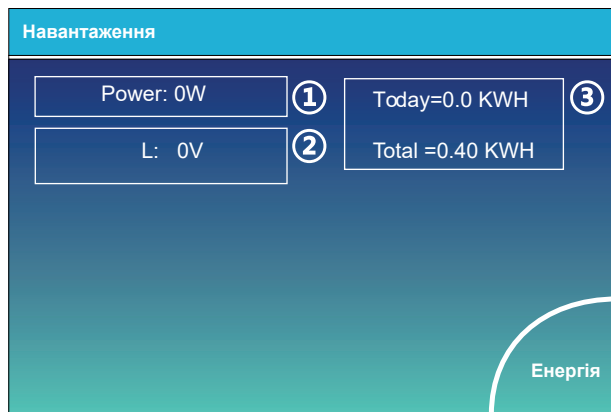 Навантаження
Power: 0W
①
L: 0V
②
Today=0.0 KWH
③
Total =0.40 KWH
Енергія